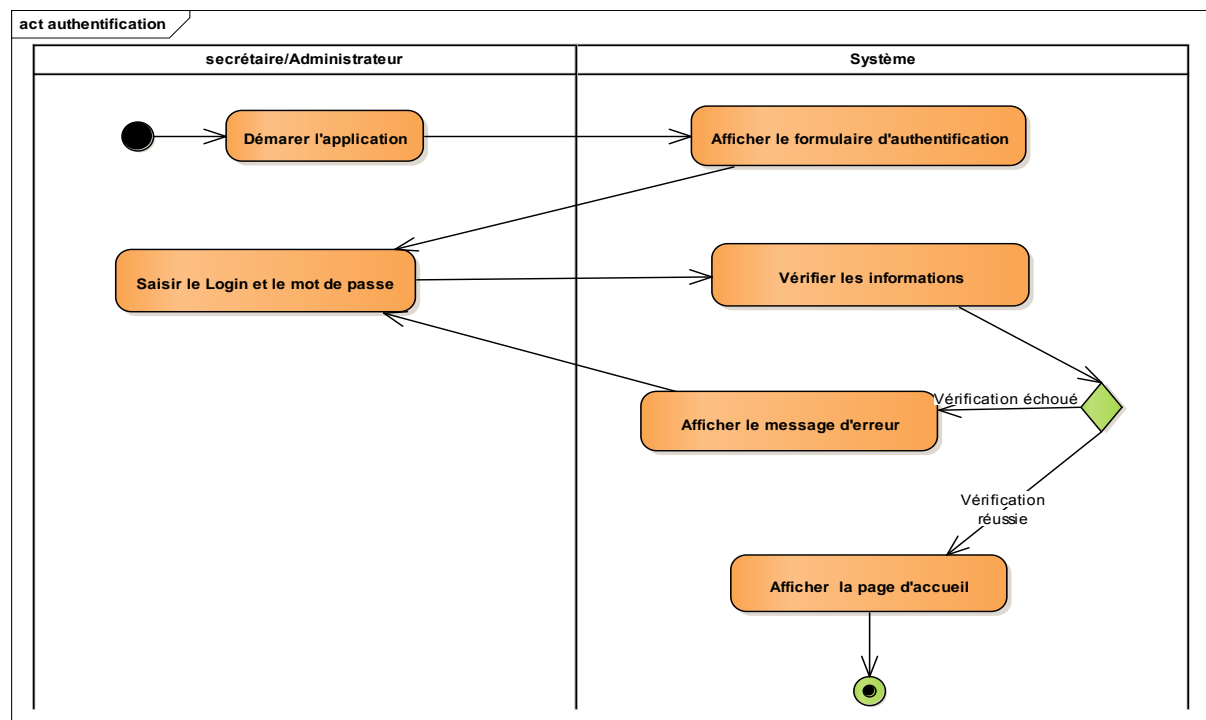 act authentification
secrétaire/Administrateur
Système
Démarer l'application
Afficher le formulaire d'authentification
Saisir le Login et le mot de passe
Vérifier les informations
Vérification échoué
Afficher le message d'erreur
Vérification
réussie
Afficher la page d'accueil